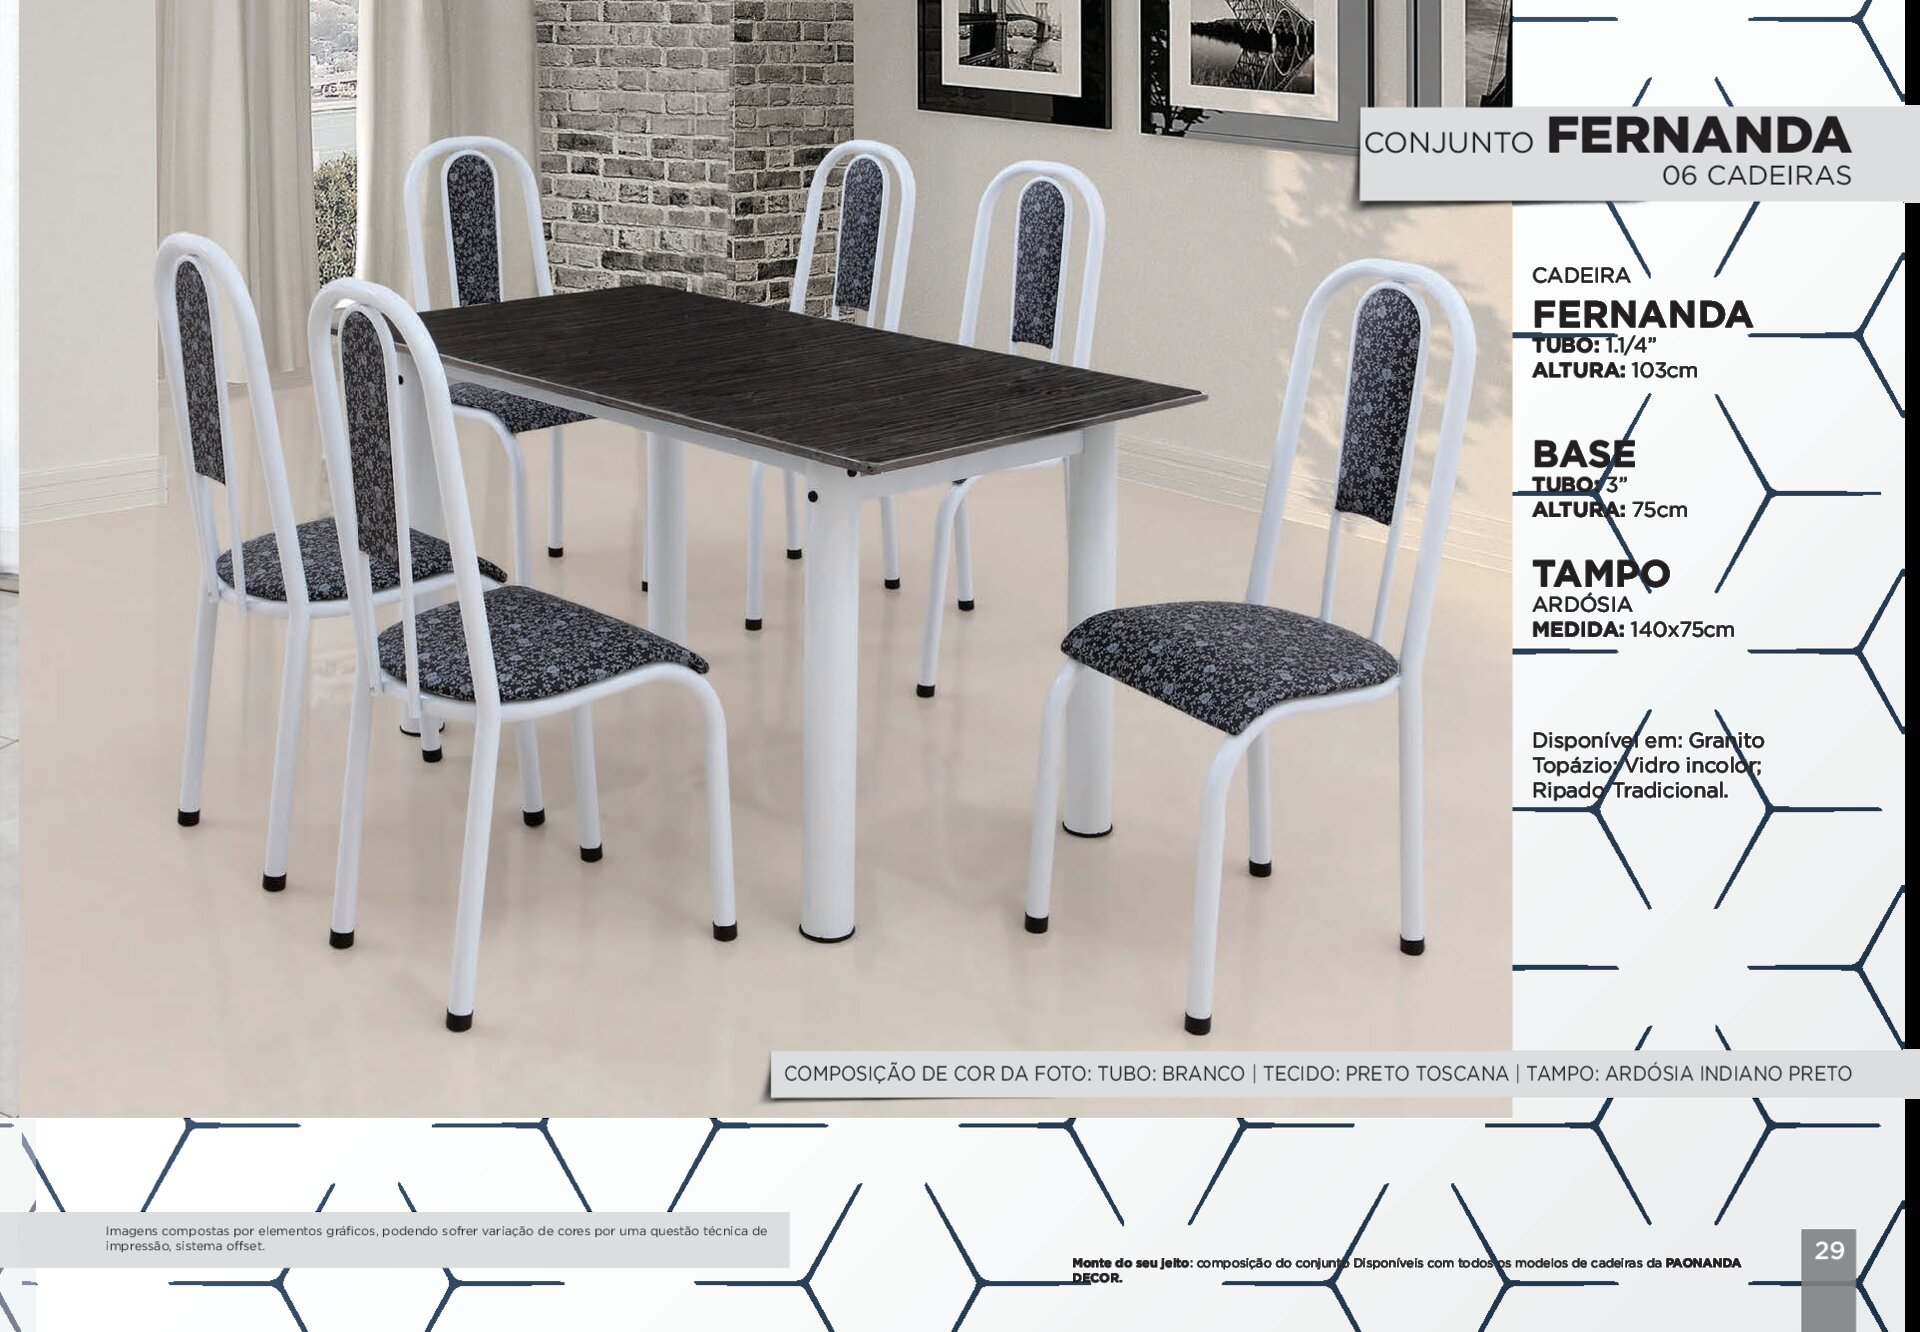 CONJUNTO FERNANDA
06 CADEIRAS
CADEIRA
FERNANDA
TUBO: 1.1/4”
ALTURA: 103cm
BASE
TUBO: 3”
ALTURA: 75cm
TAMPO
ARDÓSIA
MEDIDA: 140x75cm
Disponível em: Granito
Topázio; Vidro incolor;
Ripado Tradicional.
COMPOSIÇÃO DE COR DA FOTO: TUBO: BRANCO | TECIDO: PRETO TOSCANA | TAMPO: ARDÓSIA INDIANO PRETO
Imagens compostas por elementos gráficos, podendo sofrer variação de cores por uma questão técnica de
impressão, sistema offset.
Monte do seu jeito: composição do conjunto Disponíveis com todos os modelos de cadeiras da PAONANDA
DECOR.
29